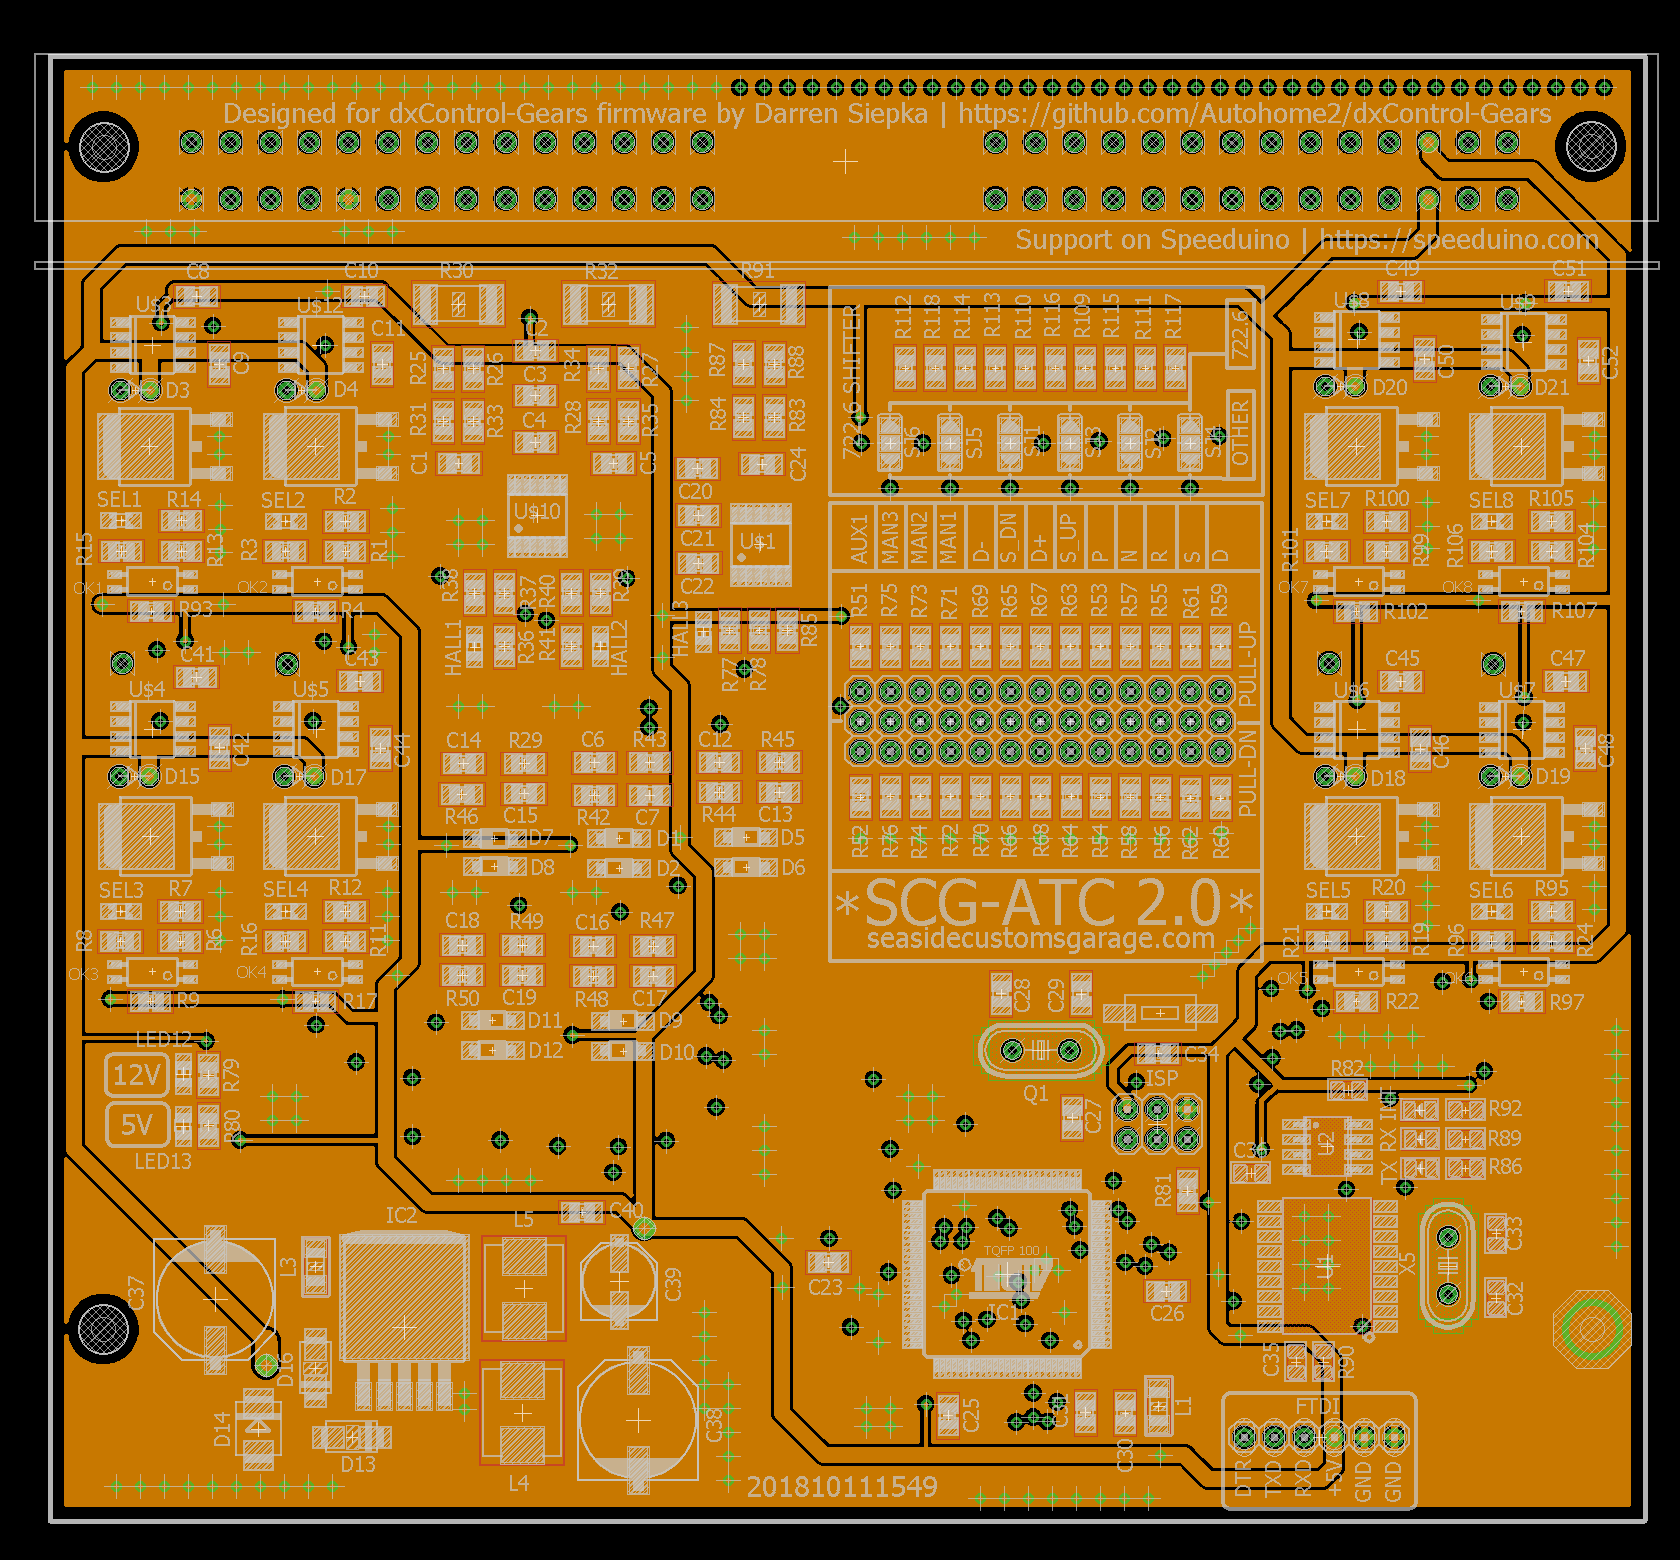 Designed for dxControl-Gears firmware by Darren Siepka | https://github.com/Autohome2/dxControl-Gears
Support on Speeduino | https://speeduino.com
C8 C10 R30 R32 R91 C49 C51
U$12 C11 C2 U$8 U$9
722.6 SHIFTER R112 R118 R114 R113 R110 R116 R109 R115 R111 R117 722.6
C9 R25 R26 C3 R34 R87 R88 C50 C52
D3 D4 D20 D21
R31 R33 C4 R28 R35 R84 R83
SJ6 SJ5 SJ1 SJ3 SJ2 SJ4 OTHER
C1 C5 C20 C24
SEL1 R14 SEL2 R2 U$10 C21 U$1 SEL7 R100 SEL8 R105
R15 R13 R3 R1 C22 R101 R99 R106 R104
AUX1 MAN3 MAN2 MAN1 D- S_DN D+ S_UP P N R S D
OK1 OK2 R37 R40 OK7 OK8
R93 R4 R102 R107
R51 R75 R73 R71 R69 R65 R67 R63 R53 R57 R55 R61 R59 PULL-UP
HALL1 R36 R41 HALL2 HALL3 R77 R78 R85
C41 C43 C45 C47
U$4 U$5 U$6 U$7
C42 C44 C46 C48
D15 D17 D18 D19
C14 R29 C6 R43 C12 R45
R46 C15 R42 C7 R44 C13
D7 D1 D5
D8 D2 D6
R52 R76 R74 R72 R70 R66 R68 R64 R54 R58 R56 R62 R60 PULL-DN
SEL3 R7 SEL4 R12 SEL5 R20 SEL6 R95
*SCG-ATC 2.0*
seasidecustomsgarage.com
R8 R6 R16 R11 C18 R49 C16 R47 R21 R19 R96 R24
OK3 OK4 OK5 OK6
R9 R17 R50 C19 R48 C17 C28 C29 R22 R97
D11 D9
D12 D10
LED12 C34
12V R79 ISP R82
5V R80 Q1 C27 TX RX INT R92
LED13 U2 R89
R86
R81
IC2 L5 C40
C37 L3 C39 C23 TQFP 100 IC1 C26 U1 X5 C33
C32
D16 C35 R90
D14 D13 L4 C38 C25 C31 C30 L1 FTDI
201810111549
DTR TXD RXD +5V GND GND